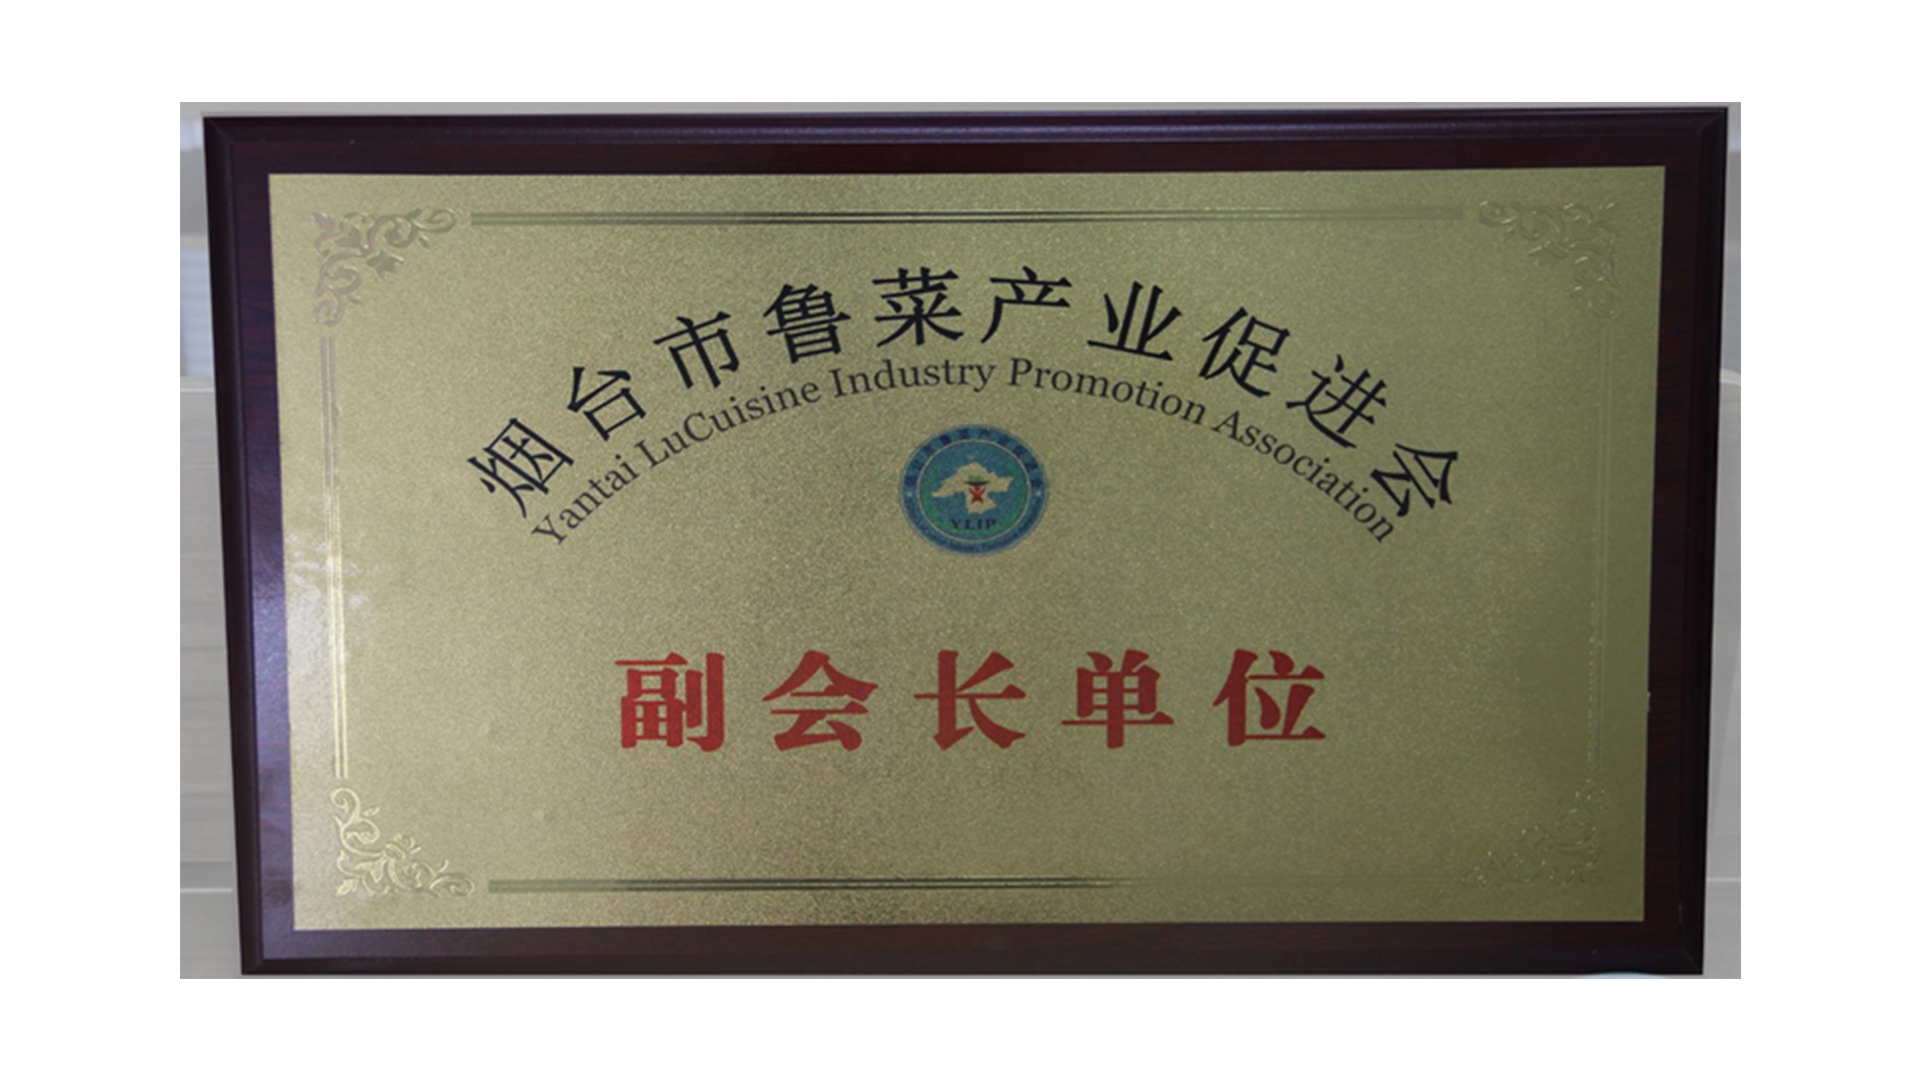 烟台市鲁菜产业促进会
Yantai LuCuisine Industry Promotion Association
YLIP
副会长单位